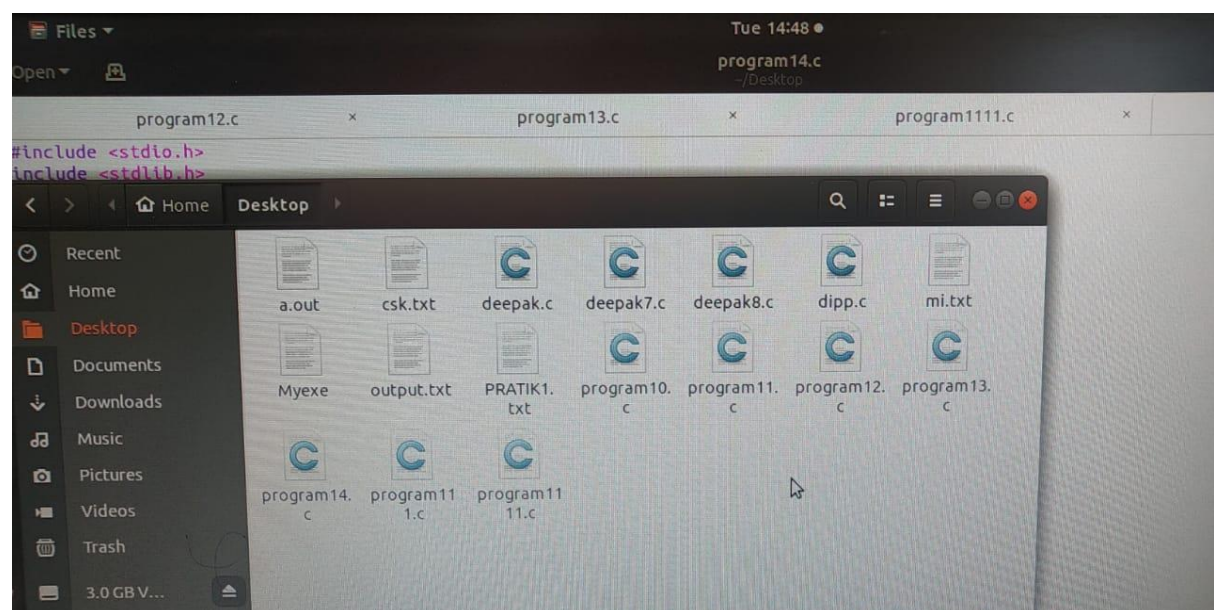 Files
Tue 14:48
Open
program14.c
~/Desktop
program12.c
program13.c
program1111.c
#include <stdio.h>
include <stdlib.h>
Home
Desktop
Recent
Home
Desktop
Documents
Downloads
Music
Pictures
Videos
Trash
3.0 GB V...
a.out
csk.txt
deepak.c
deepak7.c
deepak8.c
dipp.c
mi.txt
Myexe
output.txt
PRATIK1.
txt
program10.
c
program11.
c
program12.
c
program13.
c
program14.
c
program11
1.c
program11
11.c